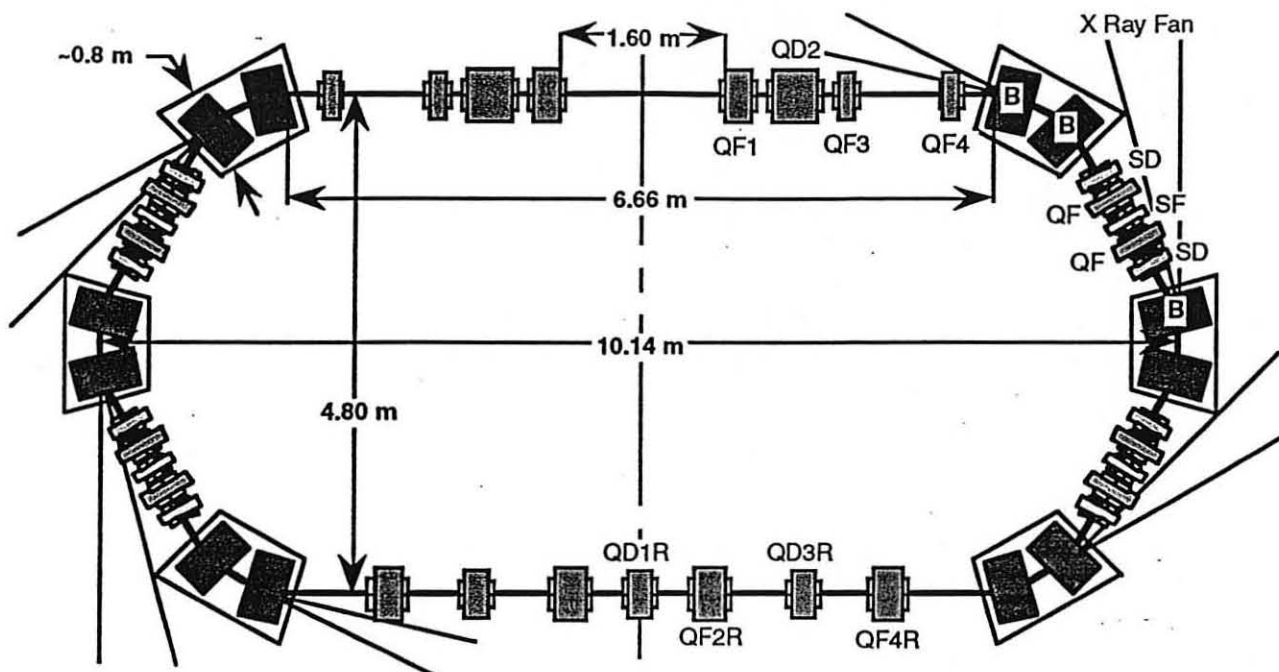 X Ray Fan
1.60 m
QD2
~0.8 m
B
B
QF1
QF3
QF4
SD
6.66 m
QF
SF
QF
SD
B
10.14 m
4.80 m
QD1R
QD3R
QF2R
QF4R